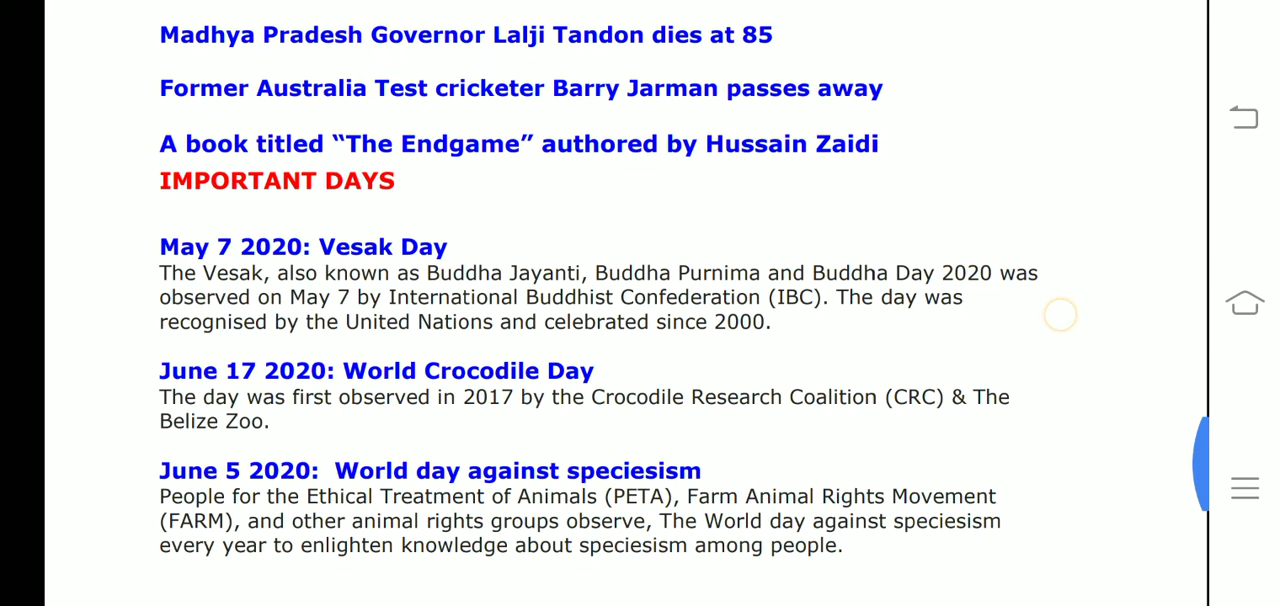 Madhya Pradesh Governor Lalji Tandon dies at 85
Former Australia Test cricketer Barry Jarman passes away
A book titled “The Endgame” authored by Hussain Zaidi
IMPORTANT DAYS
May 7 2020: Vesak Day
The Vesak, also known as Buddha Jayanti, Buddha Purnima and Buddha Day 2020 was
observed on May 7 by International Buddhist Confederation (IBC). The day was
recognised by the United Nations and celebrated since 2000.
June 17 2020: World Crocodile Day
The day was first observed in 2017 by the Crocodile Research Coalition (CRC) & The
Belize Zoo.
June 5 2020:  World day against speciesism
People for the Ethical Treatment of Animals (PETA), Farm Animal Rights Movement
(FARM), and other animal rights groups observe, The World day against speciesism
every year to enlighten knowledge about speciesism among people.